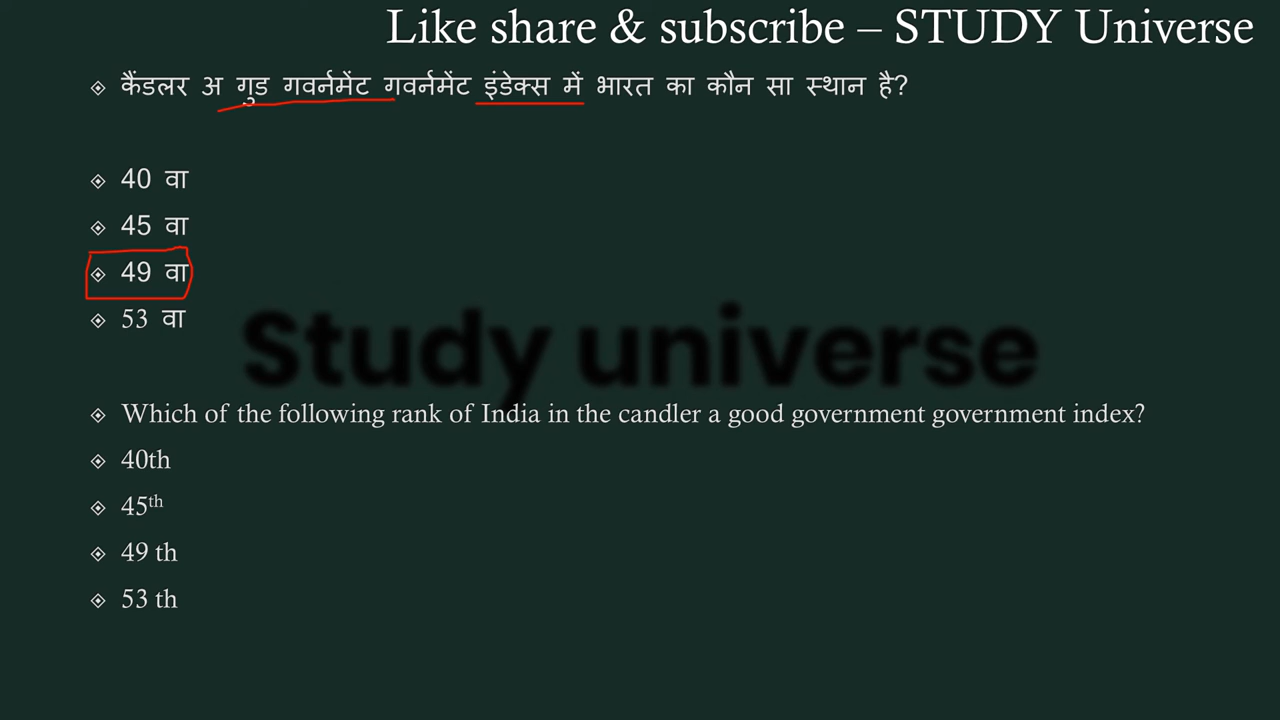 Like share & subscribe – STUDY Universe
कैंडलर अ गुड गवर्नमेंट गवर्नमेंट इंडेक्स में भारत का कौन सा स्थान है?
40 वा
45 वा
49 वा
53 वा
Study universe
Which of the following rank of India in the candler a good government government index?
40th
45th
49 th
53 th